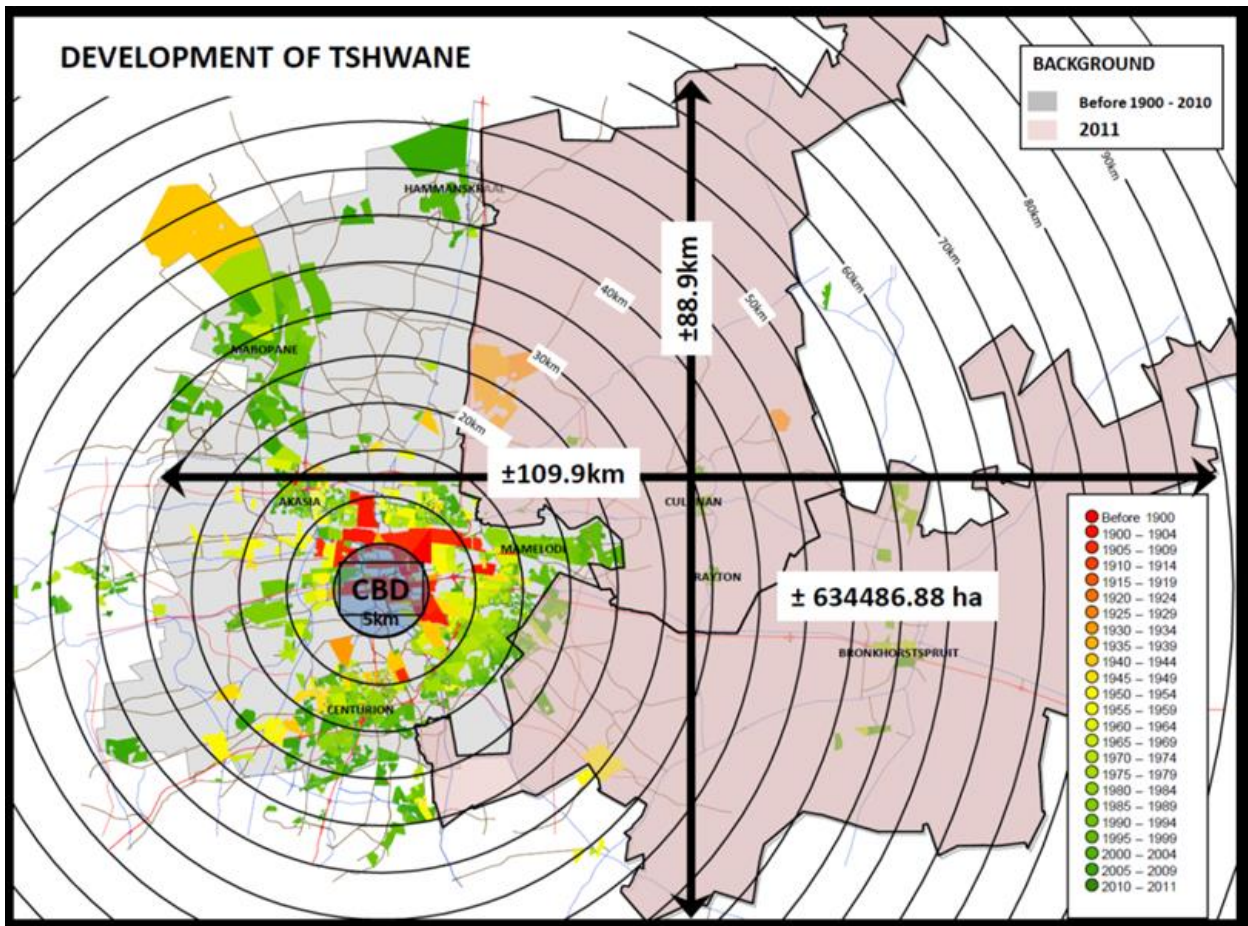 DEVELOPMENT OF TSHWANE
BACKGROUND
Before 1900 - 2010
2011
90km
80km
70km
60km
50km
40km
30km
20km
HAMMANSKRAAL
±88.9km
MABOPANE
±109.9km
AKASIA
CULLINAN
MAMELODI
RAYTON
CBD
5km
± 634486.88 ha
BRONKHORSTSPRUIT
CENTURION
Before 1900
1900 – 1904
1905 – 1909
1910 – 1914
1915 – 1919
1920 – 1924
1925 – 1929
1930 – 1934
1935 – 1939
1940 – 1944
1945 – 1949
1950 – 1954
1955 – 1959
1960 – 1964
1965 – 1969
1970 – 1974
1975 – 1979
1980 – 1984
1985 – 1989
1990 – 1994
1995 – 1999
2000 – 2004
2005 – 2009
2010 – 2011